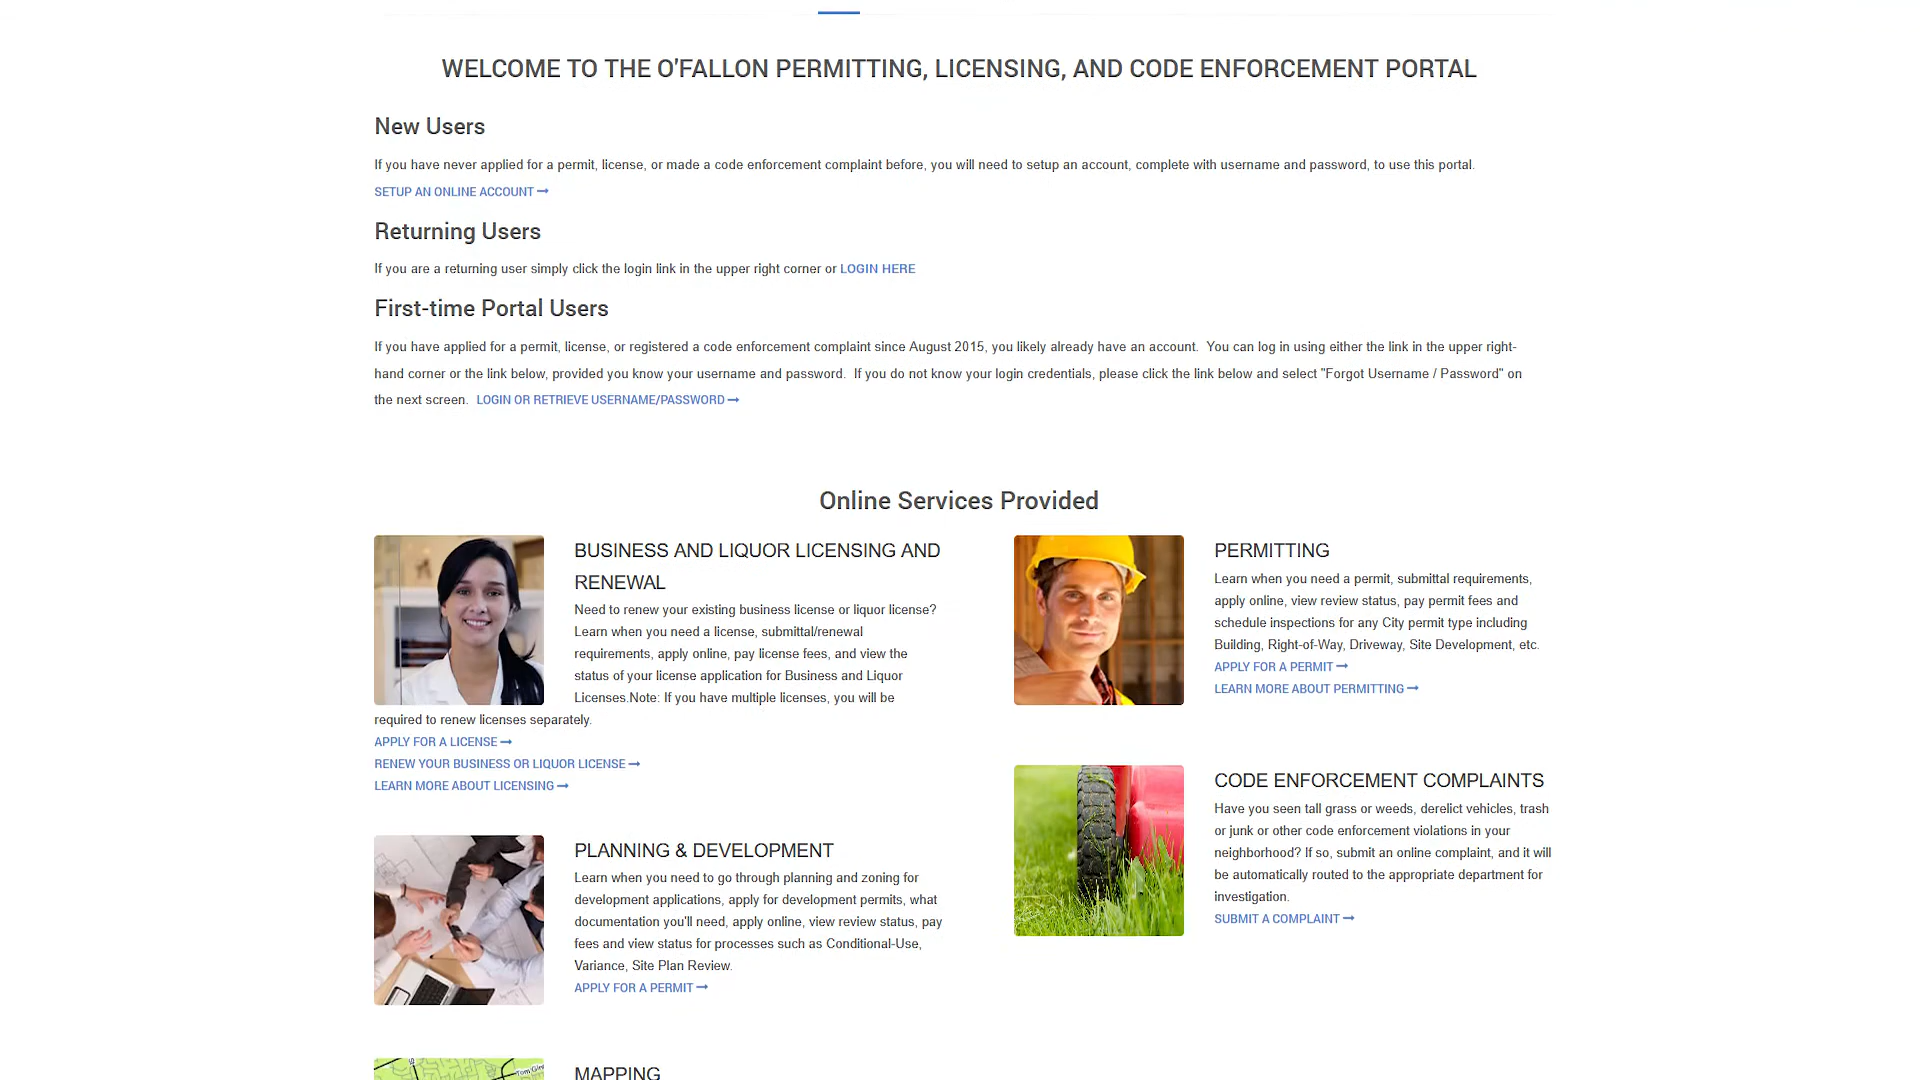 WELCOME TO THE O'FALLON PERMITTING, LICENSING, AND CODE ENFORCEMENT PORTAL
New Users
If you have never applied for a permit, license, or made a code enforcement complaint before, you will need to setup an account, complete with username and password, to use this portal.
SETUP AN ONLINE ACCOUNT
Returning Users
If you are a returning user simply click the login link in the upper right corner or LOGIN HERE
First-time Portal Users
If you have applied for a permit, license, or registered a code enforcement complaint since August 2015, you likely already have an account.  You can log in using either the link in the upper right-
hand corner or the link below, provided you know your username and password.  If you do not know your login credentials, please click the link below and select "Forgot Username / Password" on
the next screen.  LOGIN OR RETRIEVE USERNAME/PASSWORD
Online Services Provided
BUSINESS AND LIQUOR LICENSING AND
RENEWAL
Need to renew your existing business license or liquor license?
Learn when you need a license, submittal/renewal
requirements, apply online, pay license fees, and view the
status of your license application for Business and Liquor
Licenses.Note: If you have multiple licenses, you will be
required to renew licenses separately.
APPLY FOR A LICENSE
RENEW YOUR BUSINESS OR LIQUOR LICENSE
LEARN MORE ABOUT LICENSING
PLANNING & DEVELOPMENT
Learn when you need to go through planning and zoning for
development applications, apply for development permits, what
documentation you'll need, apply online, view review status, pay
fees and view status for processes such as Conditional-Use,
Variance, Site Plan Review.
APPLY FOR A PERMIT
MAPPING
PERMITTING
Learn when you need a permit, submittal requirements,
apply online, view review status, pay permit fees and
schedule inspections for any City permit type including
Building, Right-of-Way, Driveway, Site Development, etc.
APPLY FOR A PERMIT
LEARN MORE ABOUT PERMITTING
CODE ENFORCEMENT COMPLAINTS
Have you seen tall grass or weeds, derelict vehicles, trash
or junk or other code enforcement violations in your
neighborhood? If so, submit an online complaint, and it will
be automatically routed to the appropriate department for
investigation.
SUBMIT A COMPLAINT